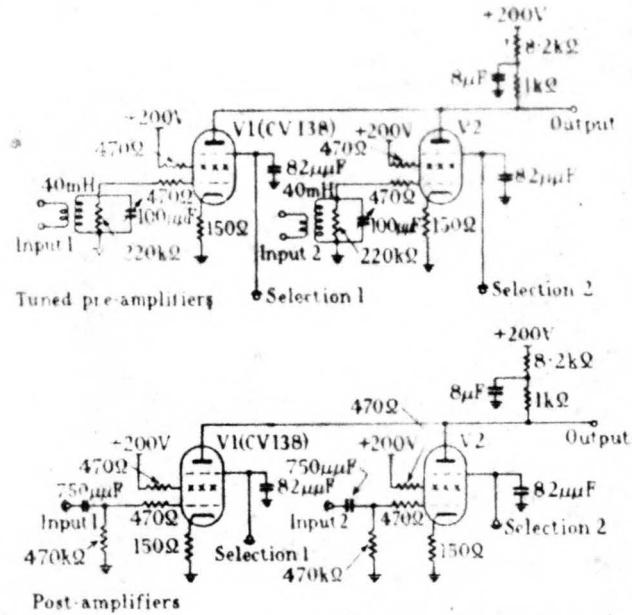 +200V
8·2kΩ
8μF
1kΩ
Output
V1(CV138)
+200V
470Ω
82μμF
+200V
470Ω
V2
82μμF
40mH
470Ω
100μμF
150Ω
Input 1
220kΩ
40mH
470Ω
100μμF
150Ω
Input 2
220kΩ
Selection 1
Selection 2
Tuned pre-amplifiers
+200V
8·2kΩ
8μF
1kΩ
Output
470Ω
V1(CV138)
+200V
470Ω
82μμF
750μμF
Input 1
470Ω
150Ω
470kΩ
Selection 1
+200V
V2
750μμF
82μμF
Input 2
470Ω
150Ω
470kΩ
Selection 2
Post-amplifiers